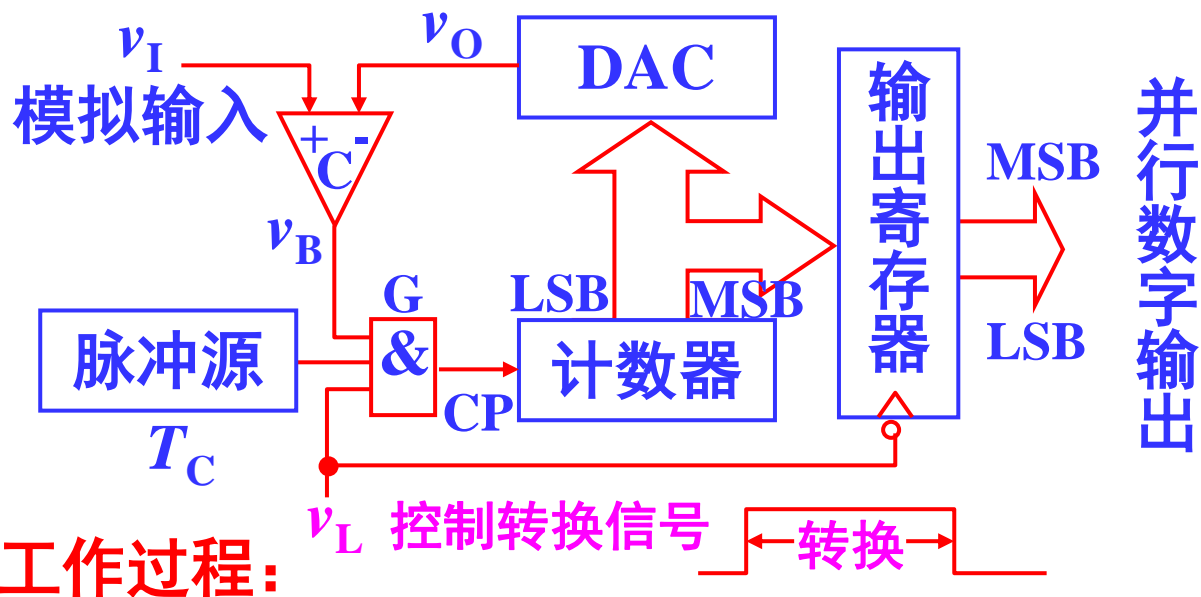 vI
模拟输入
vO
DAC
+
-
C
vB
输出寄存器
MSB
LSB
并行数字输出
LSB
MSB
G
&
脉冲源
TC
CP
计数器
vL
控制转换信号
转换
工作过程：